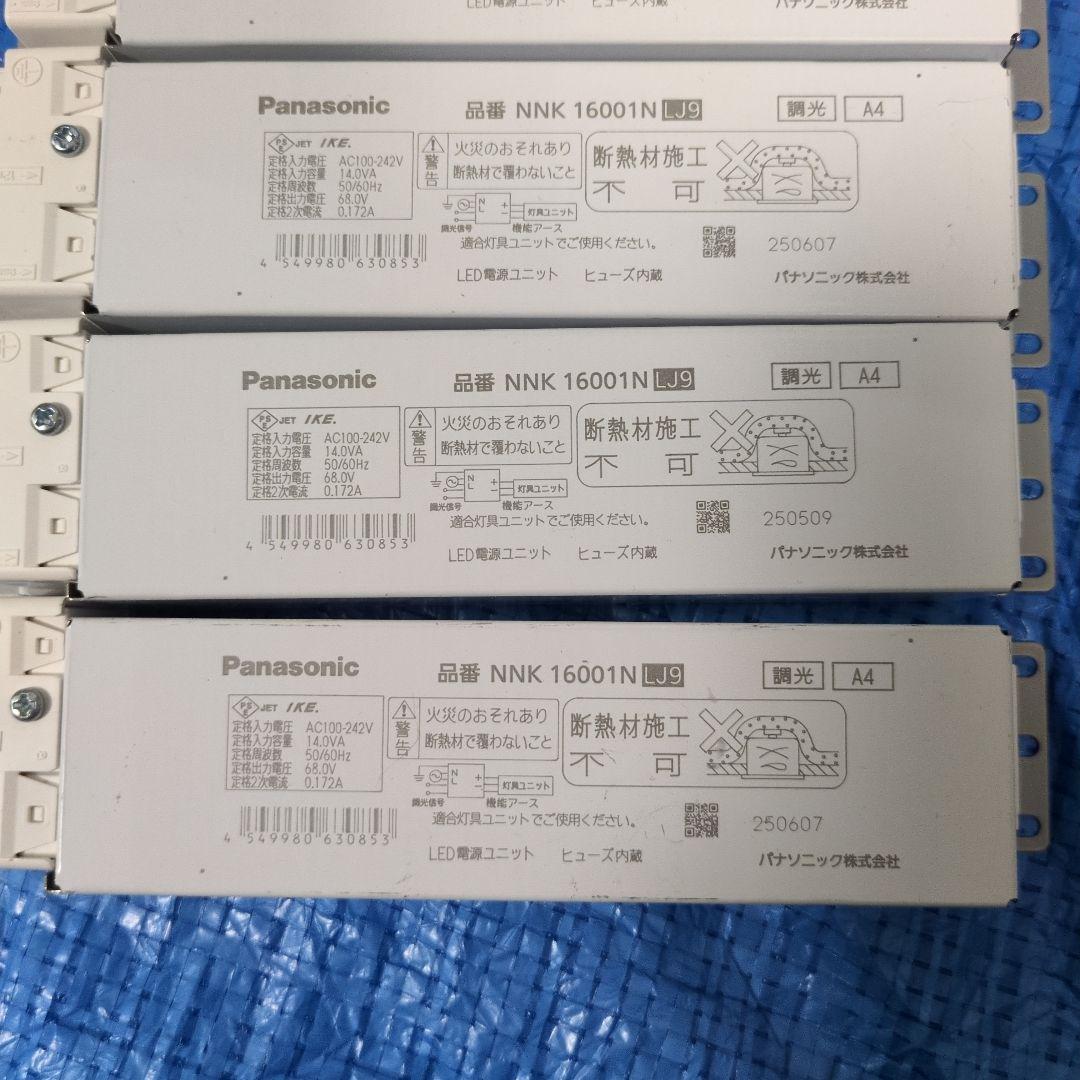 LED電源ユニット ヒューズ内蔵 パナソニック株式会社
Panasonic 品番 NNK 16001N LJ9 調光 A4
PS E JET IKE.
定格入力電圧 AC100-242V
定格入力容量 14.0VA
定格周波数 50/60Hz
定格出力電圧 68.0V
定格2次電流 0.172A
警告 火災のおそれあり
断熱材で覆わないこと
断熱材施工
不可
N L + − 灯具ユニット
調光信号 機能アース
適合灯具ユニットでご使用ください。
4 549980 630853
250607
LED電源ユニット ヒューズ内蔵 パナソニック株式会社
Panasonic 品番 NNK 16001N LJ9 調光 A4
PS E JET IKE.
定格入力電圧 AC100-242V
定格入力容量 14.0VA
定格周波数 50/60Hz
定格出力電圧 68.0V
定格2次電流 0.172A
警告 火災のおそれあり
断熱材で覆わないこと
断熱材施工
不可
N L + − 灯具ユニット
調光信号 機能アース
適合灯具ユニットでご使用ください。
4 549980 630853
250509
LED電源ユニット ヒューズ内蔵 パナソニック株式会社
Panasonic 品番 NNK 16001N LJ9 調光 A4
PS E JET IKE.
定格入力電圧 AC100-242V
定格入力容量 14.0VA
定格周波数 50/60Hz
定格出力電圧 68.0V
定格2次電流 0.172A
警告 火災のおそれあり
断熱材で覆わないこと
断熱材施工
不可
N L + − 灯具ユニット
調光信号 機能アース
適合灯具ユニットでご使用ください。
4 549980 630853
250607
LED電源ユニット ヒューズ内蔵 パナソニック株式会社